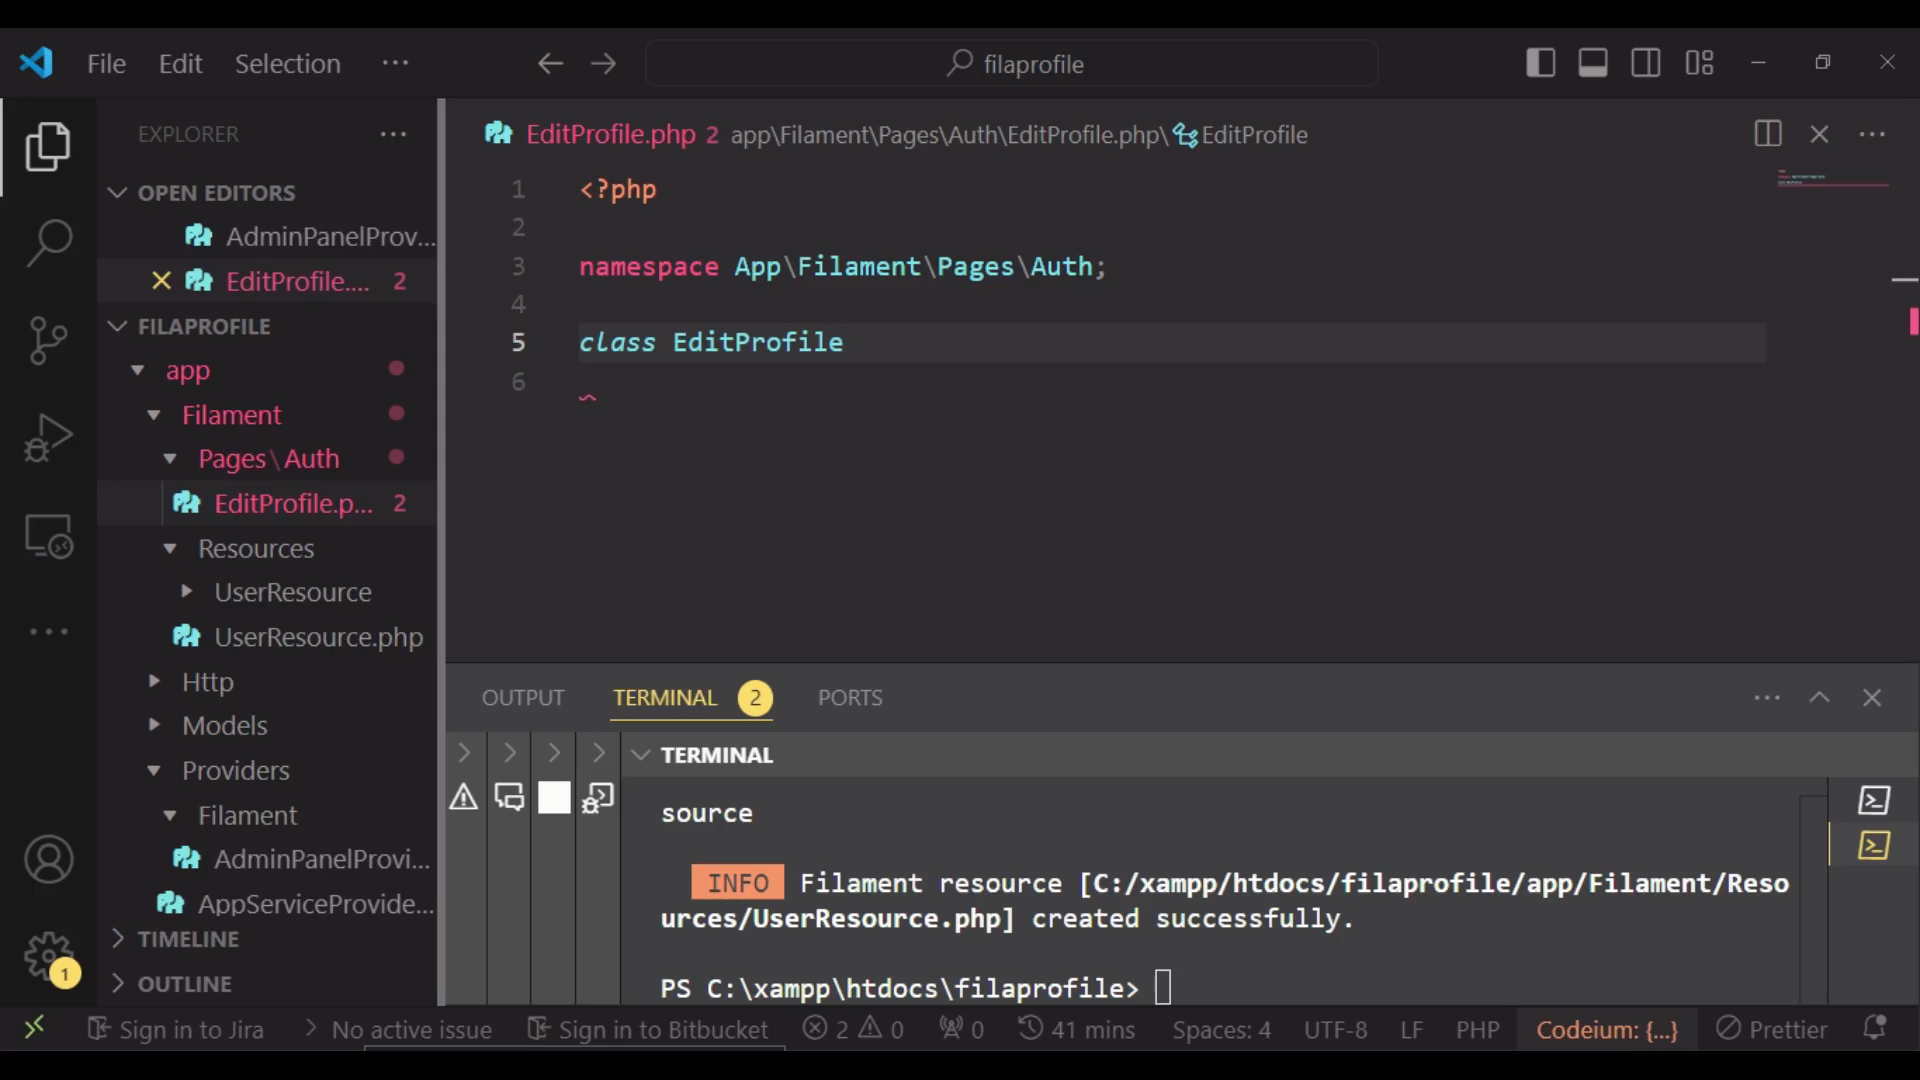 File Edit Selection ··· filaprofile
EXPLORER
OPEN EDITORS
AdminPanelProv...
EditProfile.... 2
FILAPROFILE
app
Filament
Pages\Auth
EditProfile.p... 2
Resources
UserResource
UserResource.php
Http
Models
Providers
Filament
AdminPanelProvi...
AppServiceProvide...
TIMELINE
OUTLINE
1
EditProfile.php 2 app\Filament\Pages\Auth\EditProfile.php\EditProfile
1 <?php
2
3 namespace App\Filament\Pages\Auth;
4
5 class EditProfile
6
OUTPUT TERMINAL 2 PORTS
TERMINAL
source
INFO Filament resource [C:/xampp/htdocs/filaprofile/app/Filament/Reso
urces/UserResource.php] created successfully.
PS C:\xampp\htdocs\filaprofile>
Sign in to Jira No active issue Sign in to Bitbucket 2 0 0 41 mins Spaces: 4 UTF-8 LF PHP Codeium: {...} Prettier